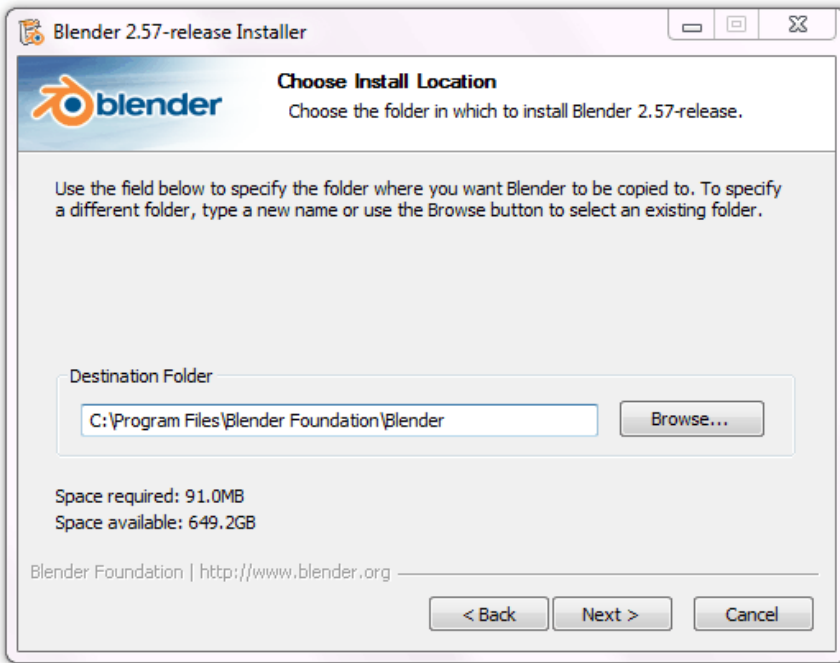 Blender 2.57-release Installer
blender
Choose Install Location
Choose the folder in which to install Blender 2.57-release.
Use the field below to specify the folder where you want Blender to be copied to. To specify
a different folder, type a new name or use the Browse button to select an existing folder.
Destination Folder
C:\Program Files\Blender Foundation\Blender
Browse...
Space required: 91.0MB
Space available: 649.2GB
Blender Foundation | http://www.blender.org
< Back
Next >
Cancel